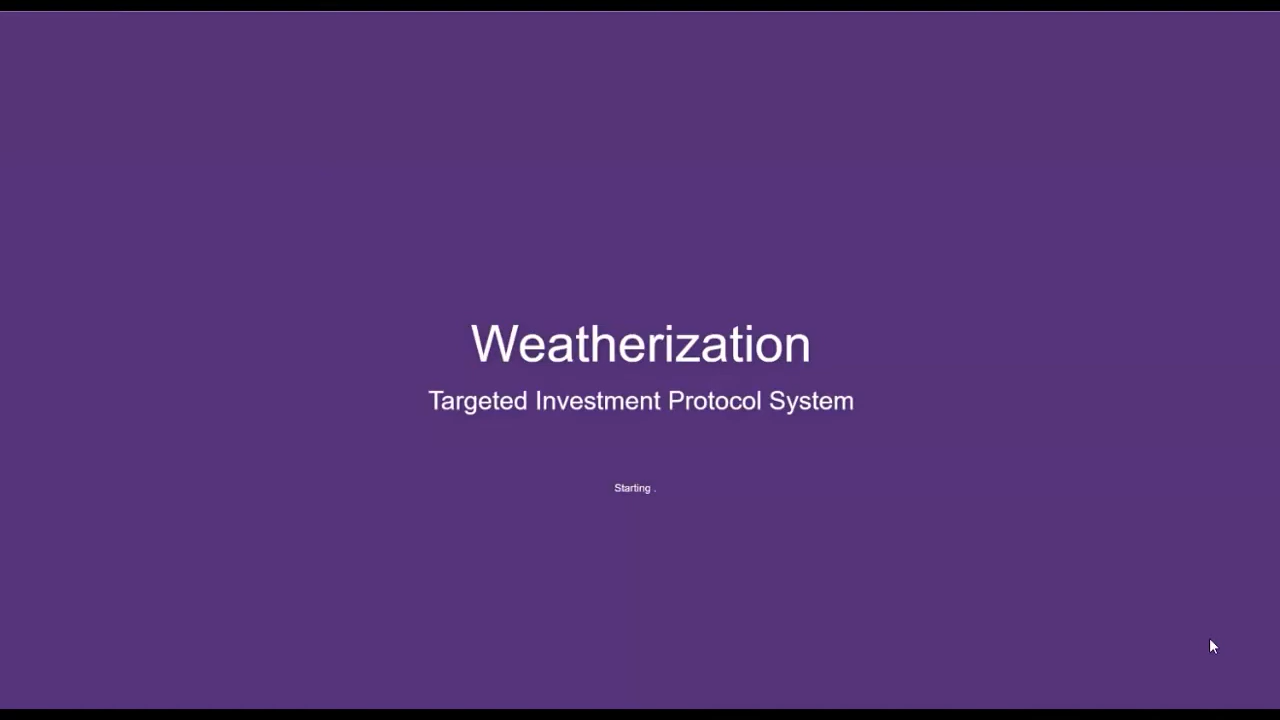 Weatherization
Targeted Investment Protocol System
Starting .